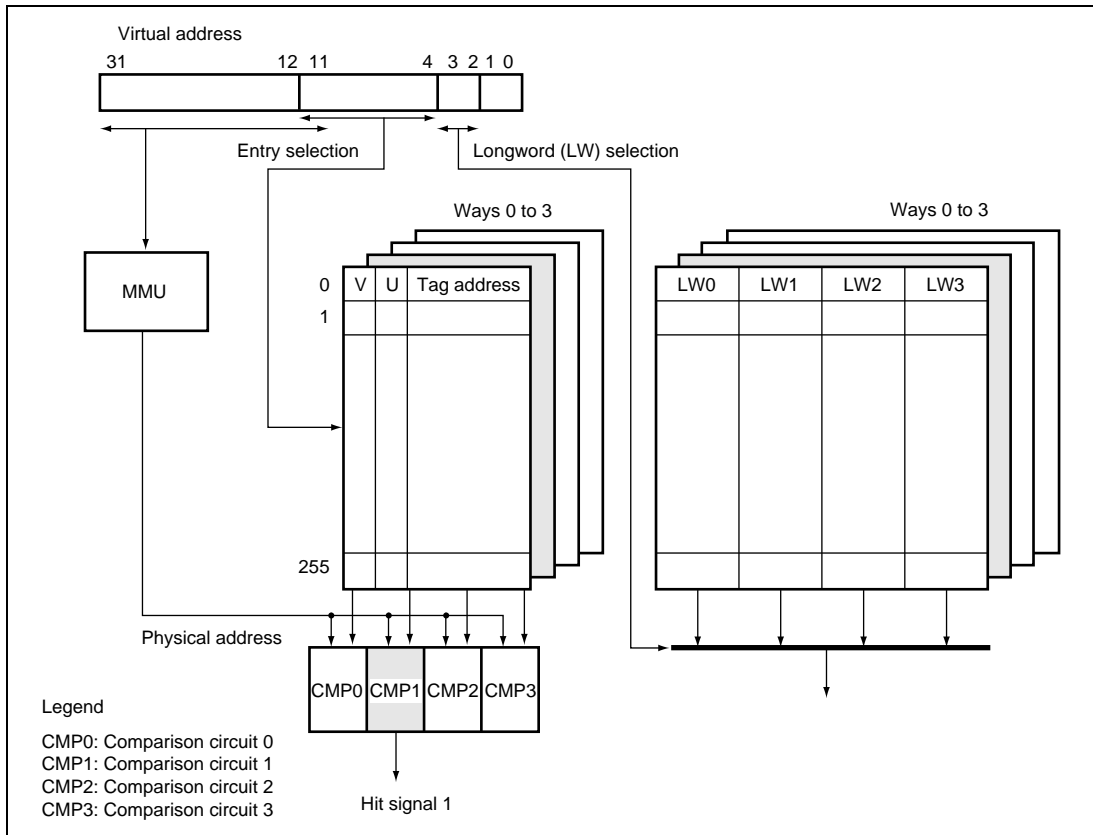 Virtual address
31 12 11 4 3 2 1 0
Entry selection
Longword (LW) selection
Ways 0 to 3
Ways 0 to 3
MMU
0 V U Tag address
LW0 LW1 LW2 LW3
1
255
Physical address
CMP0 CMP1 CMP2 CMP3
Hit signal 1
Legend
CMP0: Comparison circuit 0
CMP1: Comparison circuit 1
CMP2: Comparison circuit 2
CMP3: Comparison circuit 3